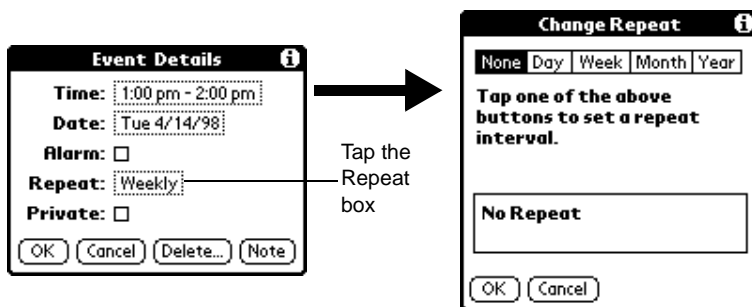 Event Details
Time: 1:00 pm - 2:00 pm
Date: Tue 4/14/98
Alarm:
Repeat: Weekly
Private:
OK Cancel Delete... Note
Tap the
Repeat
box
Change Repeat
None Day Week Month Year
Tap one of the above
buttons to set a repeat
interval.
No Repeat
OK Cancel